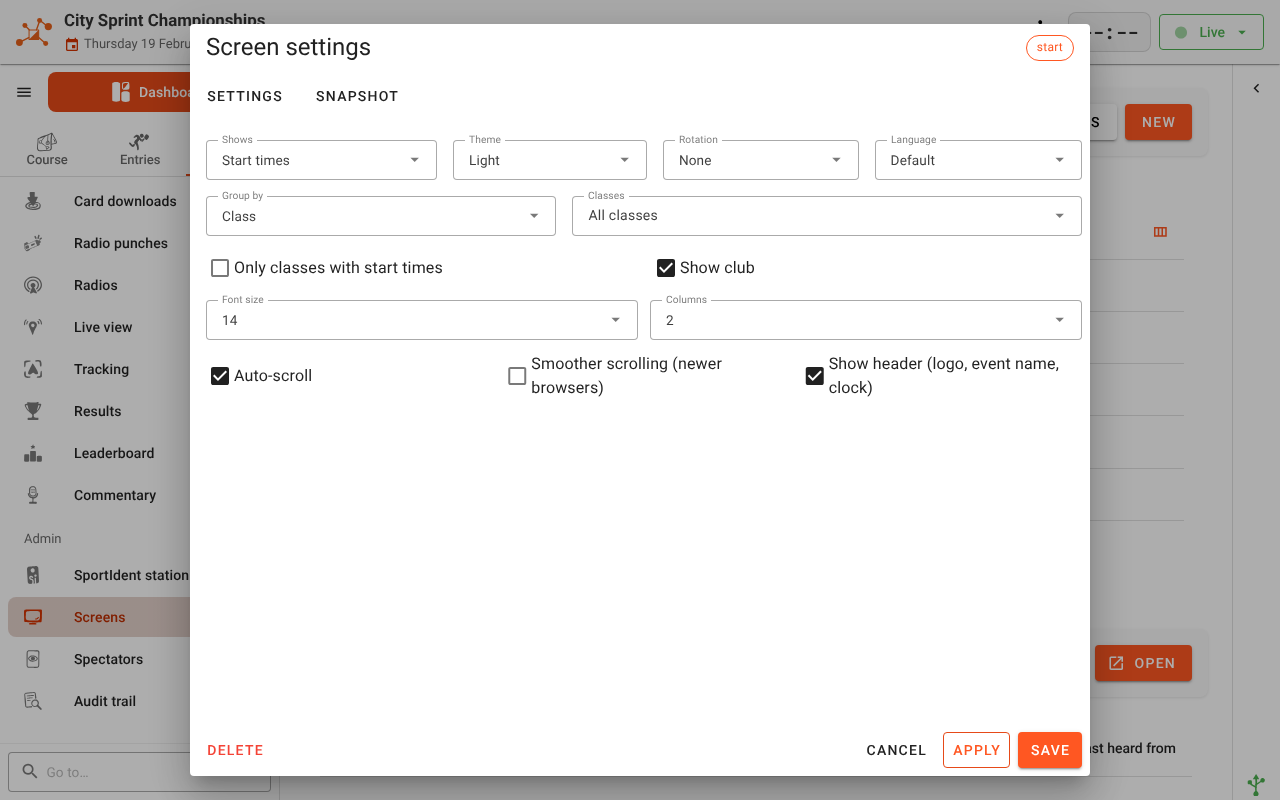 City Sprint Championships
Thursday 19
--:--
Live
Screen settings
start
SETTINGS
SNAPSHOT
Shows
Start times
Theme
Light
Rotation
None
Language
Default
Group by
Class
Classes
All classes
Only classes with start times
Show club
Font size
14
Columns
2
Auto-scroll
Smoother scrolling (newer
browsers)
Show header (logo, event name,
clock)
DELETE
CANCEL
APPLY
SAVE
NEW
OPEN
heard from
Course
Entries
Card downloads
Radio punches
Radios
Live view
Tracking
Results
Leaderboard
Commentary
Admin
SportIdent station
Screens
Spectators
Audit trail
Go to...